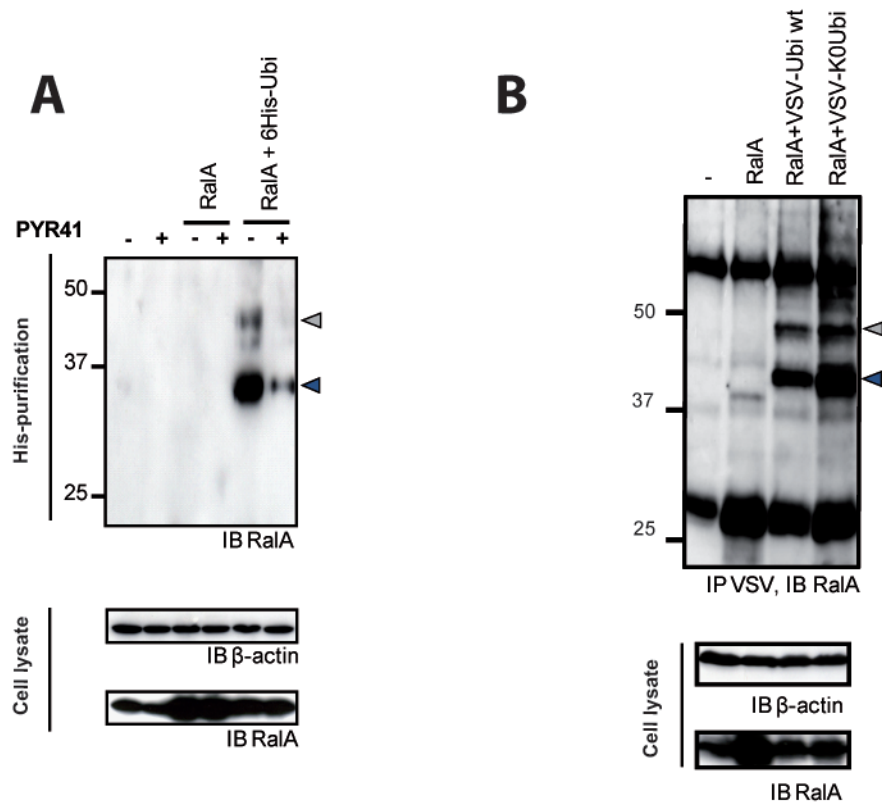 A
RalA
RalA + 6His-Ubi
PYR41 - + - + - +
His-purification
50
37
25
IB RalA
Cell lysate
IB β-actin
IB RalA
B
-
RalA
RalA+VSV-Ubi wt
RalA+VSV-K0Ubi
50
37
25
IP VSV, IB RalA
Cell lysate
IB β-actin
IB RalA